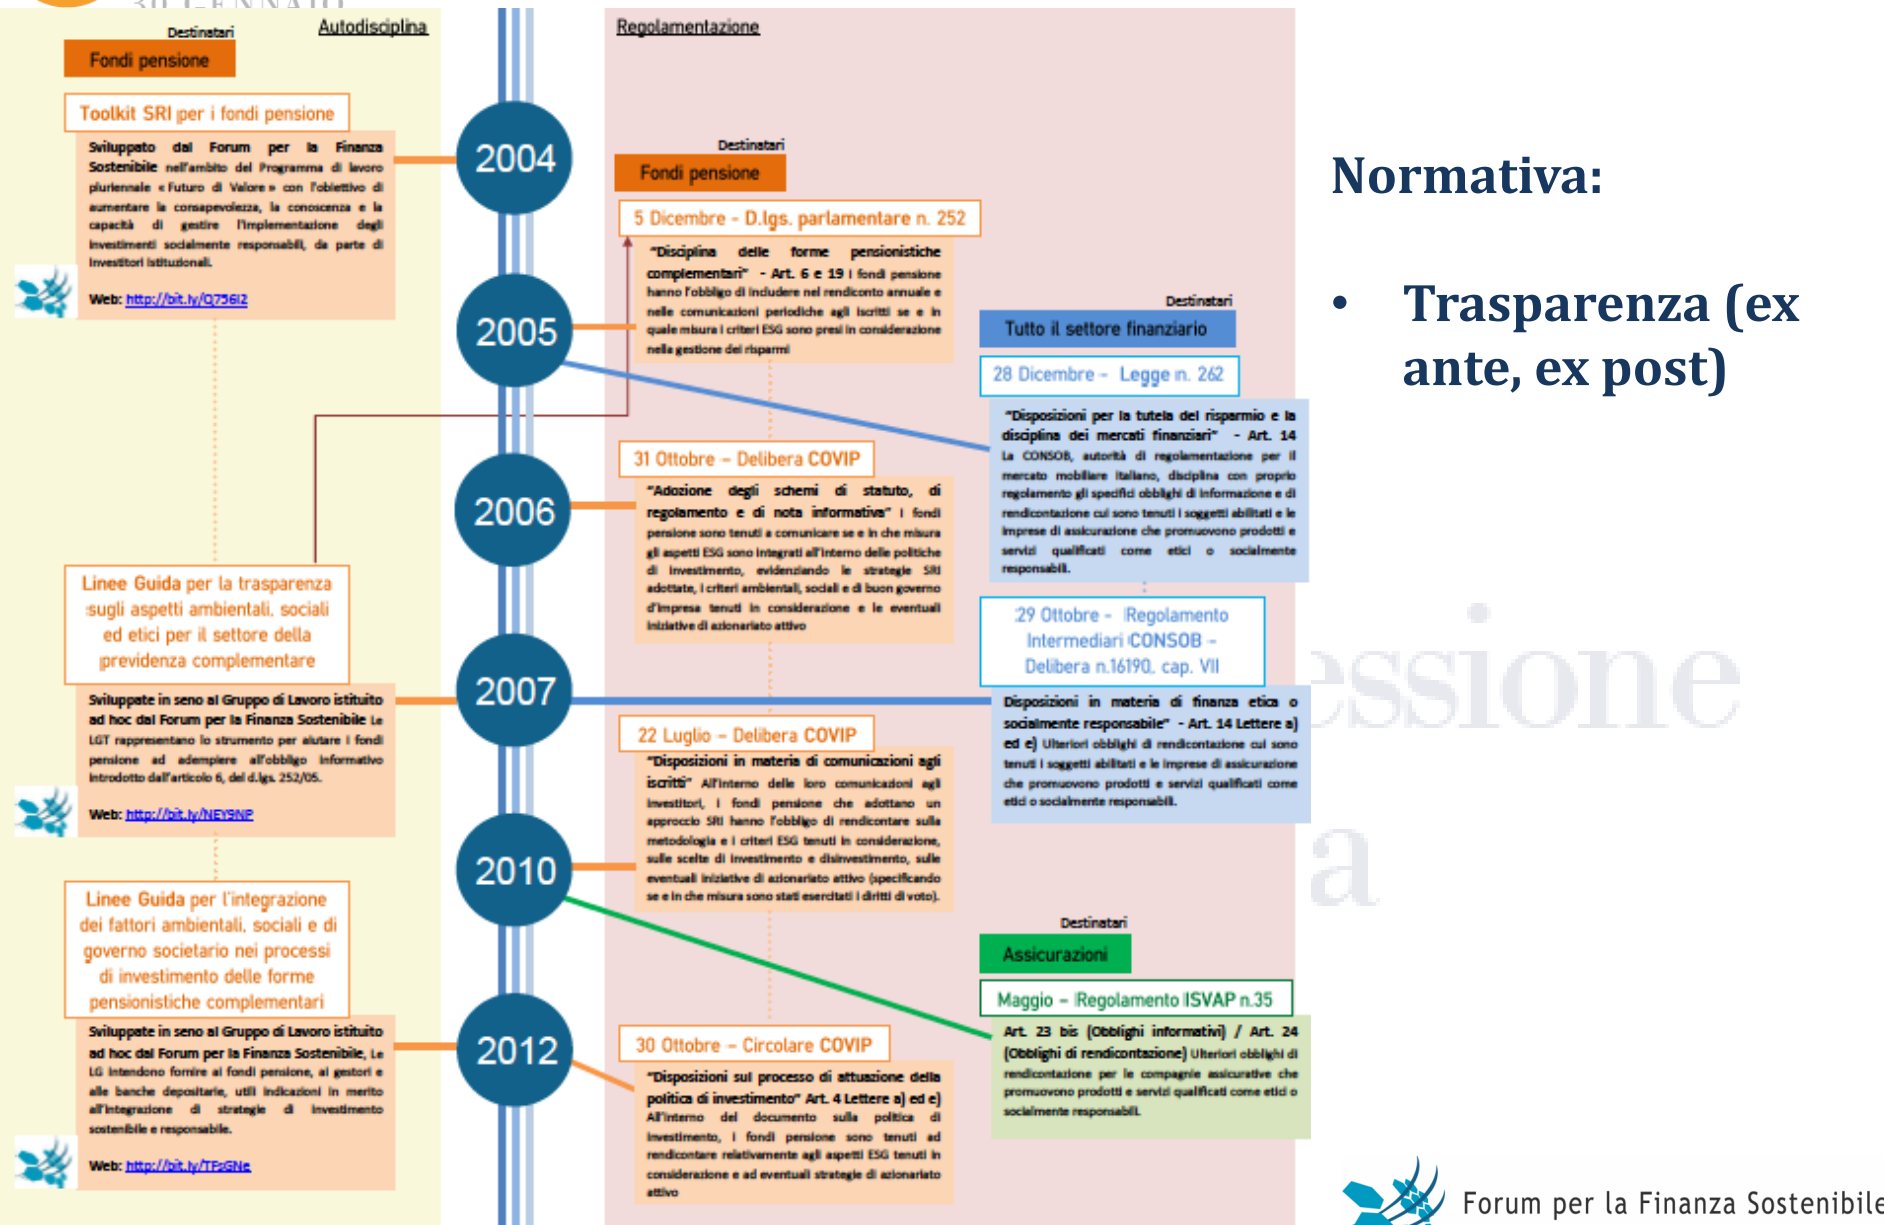 30 GENNAIO
Destinatari
Autodisciplina
Fondi pensione
Toolkit SRI per i fondi pensione
Sviluppato dal Forum per la Finanza
Sostenibile nell'ambito del Programma di lavoro
pluriennale « Futuro di Valore » con l'obiettivo di
aumentare la consapevolezza, la conoscenza e la
capacità di gestire l'implementazione degli
investimenti socialmente responsabili, da parte di
investitori istituzionali.
Web: http://bit.ly/Q756I2
Linee Guida per la trasparenza
sugli aspetti ambientali, sociali
ed etici per il settore della
previdenza complementare
Sviluppate in seno al Gruppo di Lavoro istituito
ad hoc dal Forum per la Finanza Sostenibile Le
LGT rappresentano lo strumento per aiutare i fondi
pensione ad adempiere all'obbligo informativo
introdotto dall'articolo 6, del d.lgs. 252/05.
Web: http://bit.ly/NEY9NP
Linee Guida per l'integrazione
dei fattori ambientali, sociali e di
governo societario nei processi
di investimento delle forme
pensionistiche complementari
Sviluppate in seno al Gruppo di Lavoro istituito
ad hoc dal Forum per la Finanza Sostenibile, Le
LG intendono fornire ai fondi pensione, ai gestori e
alle banche depositarie, utili indicazioni in merito
all'integrazione di strategie di investimento
sostenibile e responsabile.
Web: http://bit.ly/TFsGNe
2004
2005
2006
2007
2010
2012
Regolamentazione
Destinatari
Fondi pensione
5 Dicembre - D.lgs. parlamentare n. 252
"Disciplina delle forme pensionistiche
complementari" - Art. 6 e 19 I fondi pensione
hanno l'obbligo di includere nel rendiconto annuale e
nelle comunicazioni periodiche agli iscritti se e in
quale misura i criteri ESG sono presi in considerazione
nella gestione dei risparmi
31 Ottobre – Delibera COVIP
"Adozione degli schemi di statuto, di
regolamento e di nota informativa" I fondi
pensione sono tenuti a comunicare se e in che misura
gli aspetti ESG sono integrati all'interno delle politiche
di investimento, evidenziando le strategie SRI
adottate, i criteri ambientali, sociali e di buon governo
d'impresa tenuti in considerazione e le eventuali
iniziative di azionariato attivo
22 Luglio – Delibera COVIP
"Disposizioni in materia di comunicazioni agli
iscritti" All'interno delle loro comunicazioni agli
investitori, i fondi pensione che adottano un
approccio SRI hanno l'obbligo di rendicontare sulla
metodologia e i criteri ESG tenuti in considerazione,
sulle scelte di investimento e disinvestimento, sulle
eventuali iniziative di azionariato attivo (specificando
se e in che misura sono stati esercitati i diritti di voto).
30 Ottobre – Circolare COVIP
"Disposizioni sul processo di attuazione della
politica di investimento" Art. 4 Lettere a) ed e)
All'interno del documento sulla politica di
investimento, i fondi pensione sono tenuti ad
rendicontare relativamente agli aspetti ESG tenuti in
considerazione e ad eventuali strategie di azionariato
attivo
Destinatari
Tutto il settore finanziario
28 Dicembre – Legge n. 262
"Disposizioni per la tutela del risparmio e la
disciplina dei mercati finanziari" - Art. 14
La CONSOB, autorità di regolamentazione per il
mercato mobiliare italiano, disciplina con proprio
regolamento gli specifici obblighi di informazione e di
rendicontazione cui sono tenuti i soggetti abilitati e le
imprese di assicurazione che promuovono prodotti e
servizi qualificati come etici o socialmente
responsabili.
29 Ottobre - Regolamento
Intermediari CONSOB –
Delibera n.16190, cap. VII
Disposizioni in materia di finanza etica o
socialmente responsabile" - Art. 14 Lettere a)
ed e) Ulteriori obblighi di rendicontazione cui sono
tenuti i soggetti abilitati e le imprese di assicurazione
che promuovono prodotti e servizi qualificati come
etici o socialmente responsabili.
Destinatari
Assicurazioni
Maggio – Regolamento ISVAP n.35
Art. 23 bis (Obblighi informativi) / Art. 24
(Obblighi di rendicontazione) Ulteriori obblighi di
rendicontazione per le compagnie assicurative che
promuovono prodotti e servizi qualificati come etici o
socialmente responsabili.
Normativa:
• Trasparenza (ex
ante, ex post)
essione
a
Forum per la Finanza Sostenibile